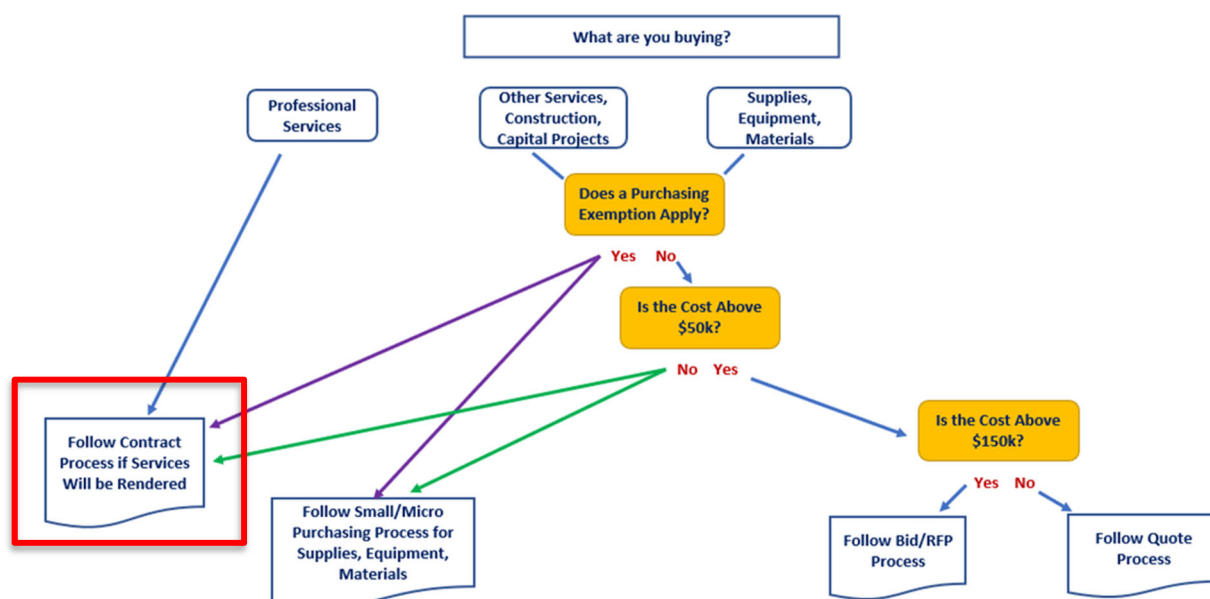 What are you buying?
Professional
Services
Other Services,
Construction,
Capital Projects
Supplies,
Equipment,
Materials
Does a Purchasing
Exemption Apply?
Yes No
Is the Cost Above
$50k?
No Yes
Is the Cost Above
$150k?
Yes No
Follow Contract
Process if Services
Will be Rendered
Follow Small/Micro
Purchasing Process for
Supplies, Equipment,
Materials
Follow Bid/RFP
Process
Follow Quote
Process